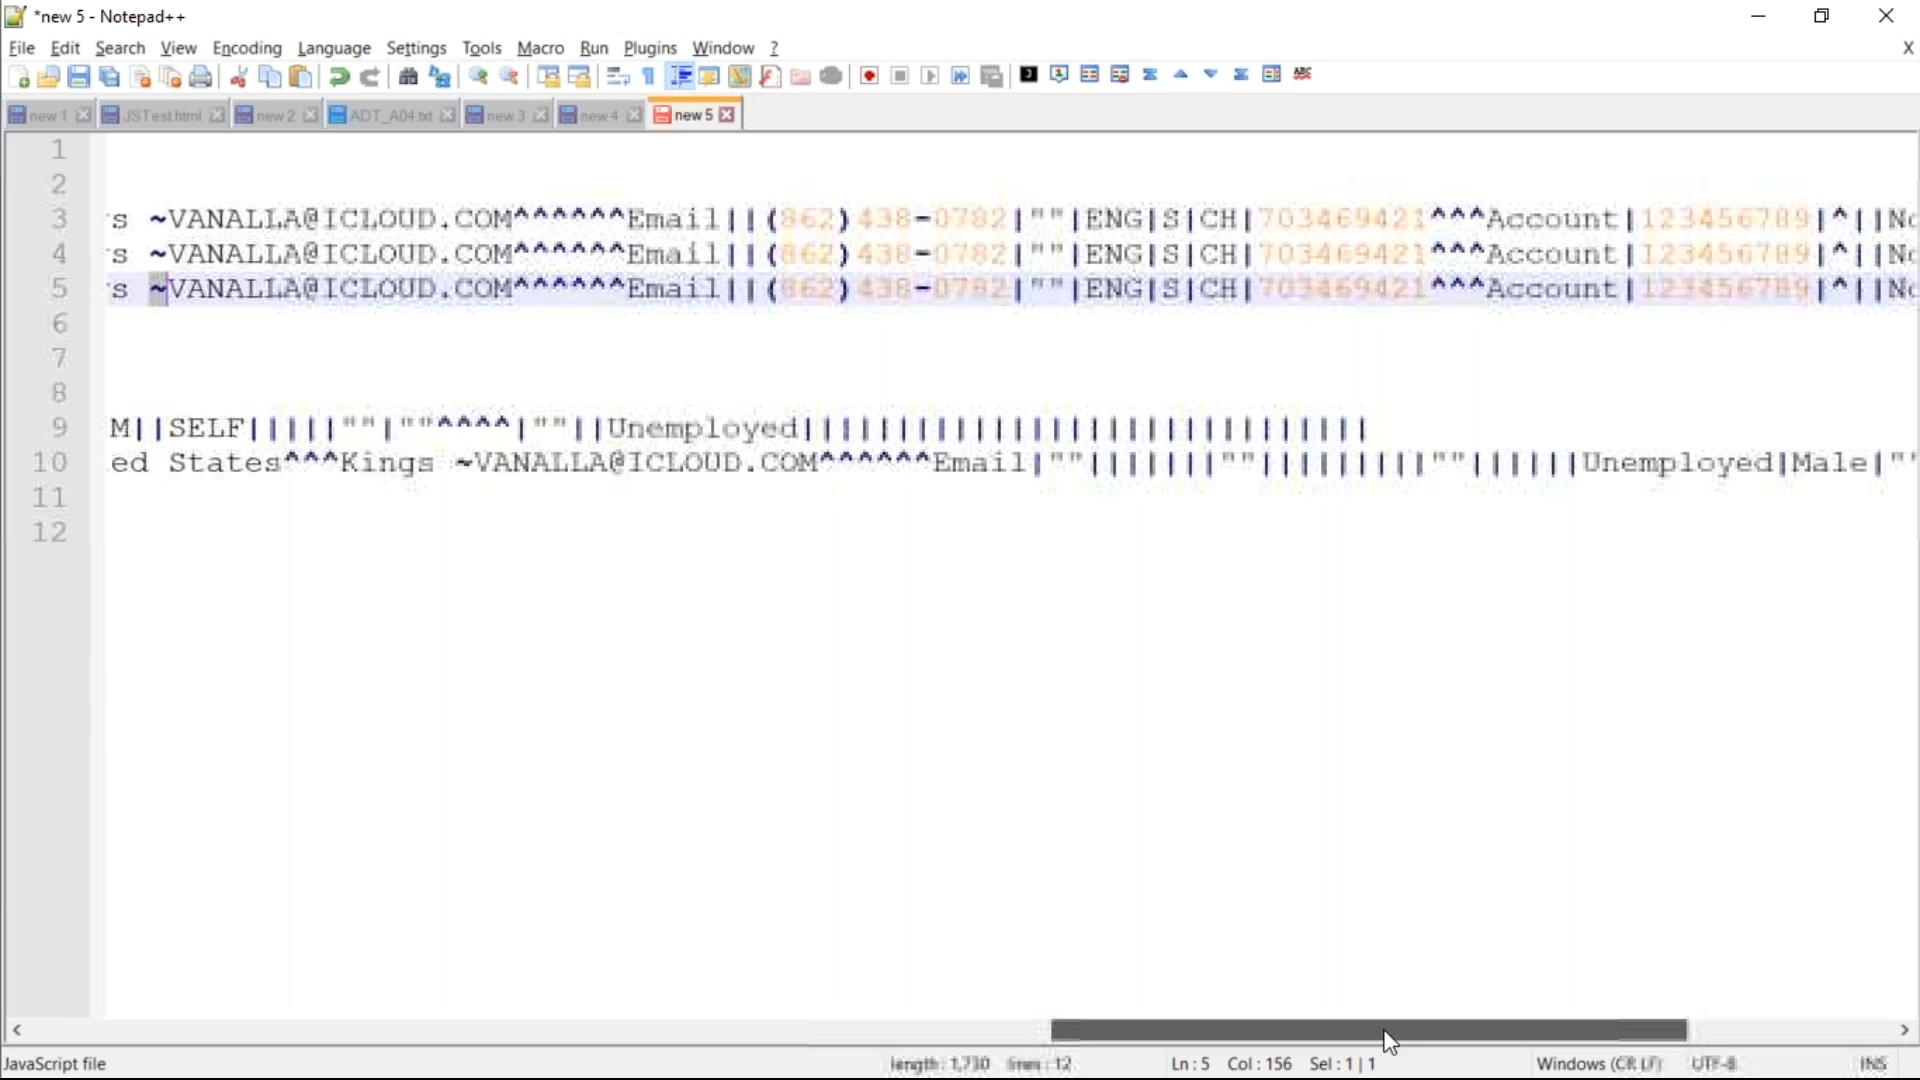 *new 5 - Notepad++
File Edit Search View Encoding Language Settings Tools Macro Run Plugins Window ? X
new 1 JSTest.html new 2 ADT_A04.txt new 3 new 4 new 5
1
2
3 s ~VANALLA@ICLOUD.COM^^^^^^Email||(862)438-0782|""|ENG|S|CH|703469421^^^Account|123456789|^||No
4 s ~VANALLA@ICLOUD.COM^^^^^^Email||(862)438-0782|""|ENG|S|CH|703469421^^^Account|123456789|^||No
5 s ~VANALLA@ICLOUD.COM^^^^^^Email||(862)438-0782|""|ENG|S|CH|703469421^^^Account|123456789|^||No
6
7
8
9 M||SELF|||||""|""^^^^|""||Unemployed||||||||||||||||||||||||||||||
10 ed States^^^Kings ~VANALLA@ICLOUD.COM^^^^^^Email|""|||||||""|||||||||""||||||Unemployed|Male|""
11
12
JavaScript file length : 1,730 lines : 12 Ln : 5 Col : 156 Sel : 1 | 1 Windows (CR LF) UTF-8 INS